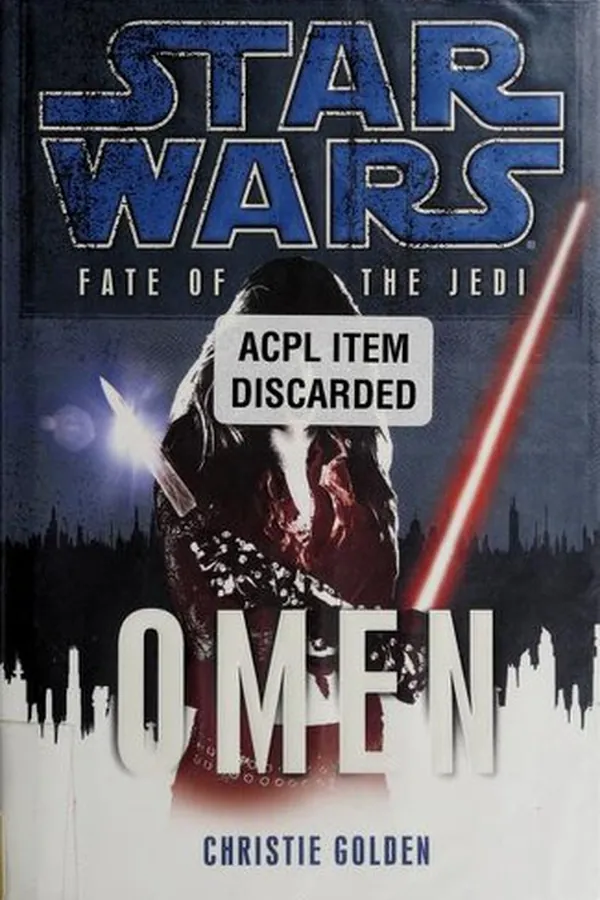 STAR
WARS®
FATE OF THE JEDI
ACPL ITEM
DISCARDED
OMEN
CHRISTIE GOLDEN